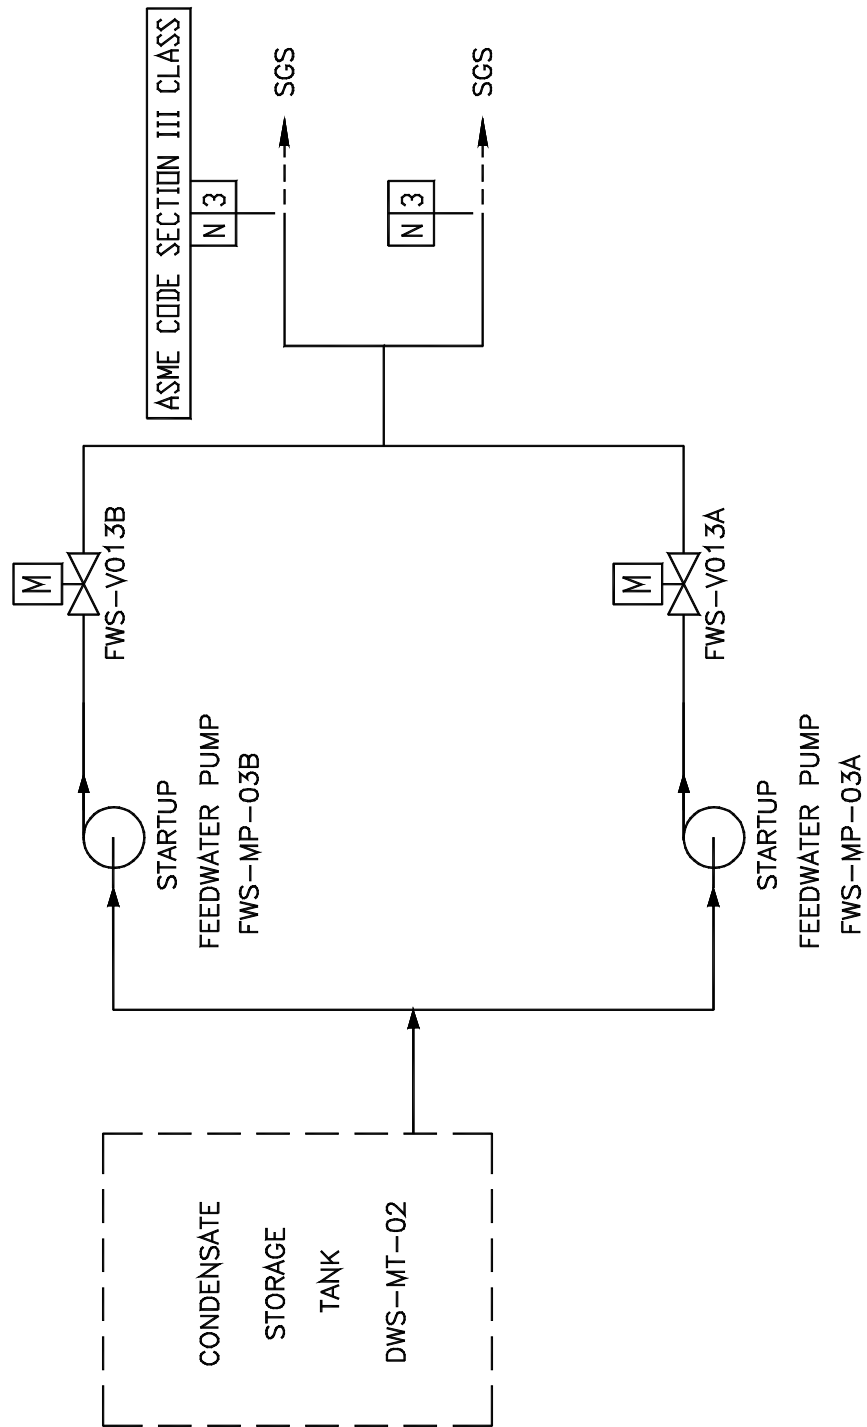 ASME CODE SECTION III CLASS
N 3
SGS
N 3
SGS
M
FWS-V013B
M
FWS-V013A
STARTUP
FEEDWATER PUMP
FWS-MP-03B
STARTUP
FEEDWATER PUMP
FWS-MP-03A
CONDENSATE
STORAGE
TANK
DWS-MT-02